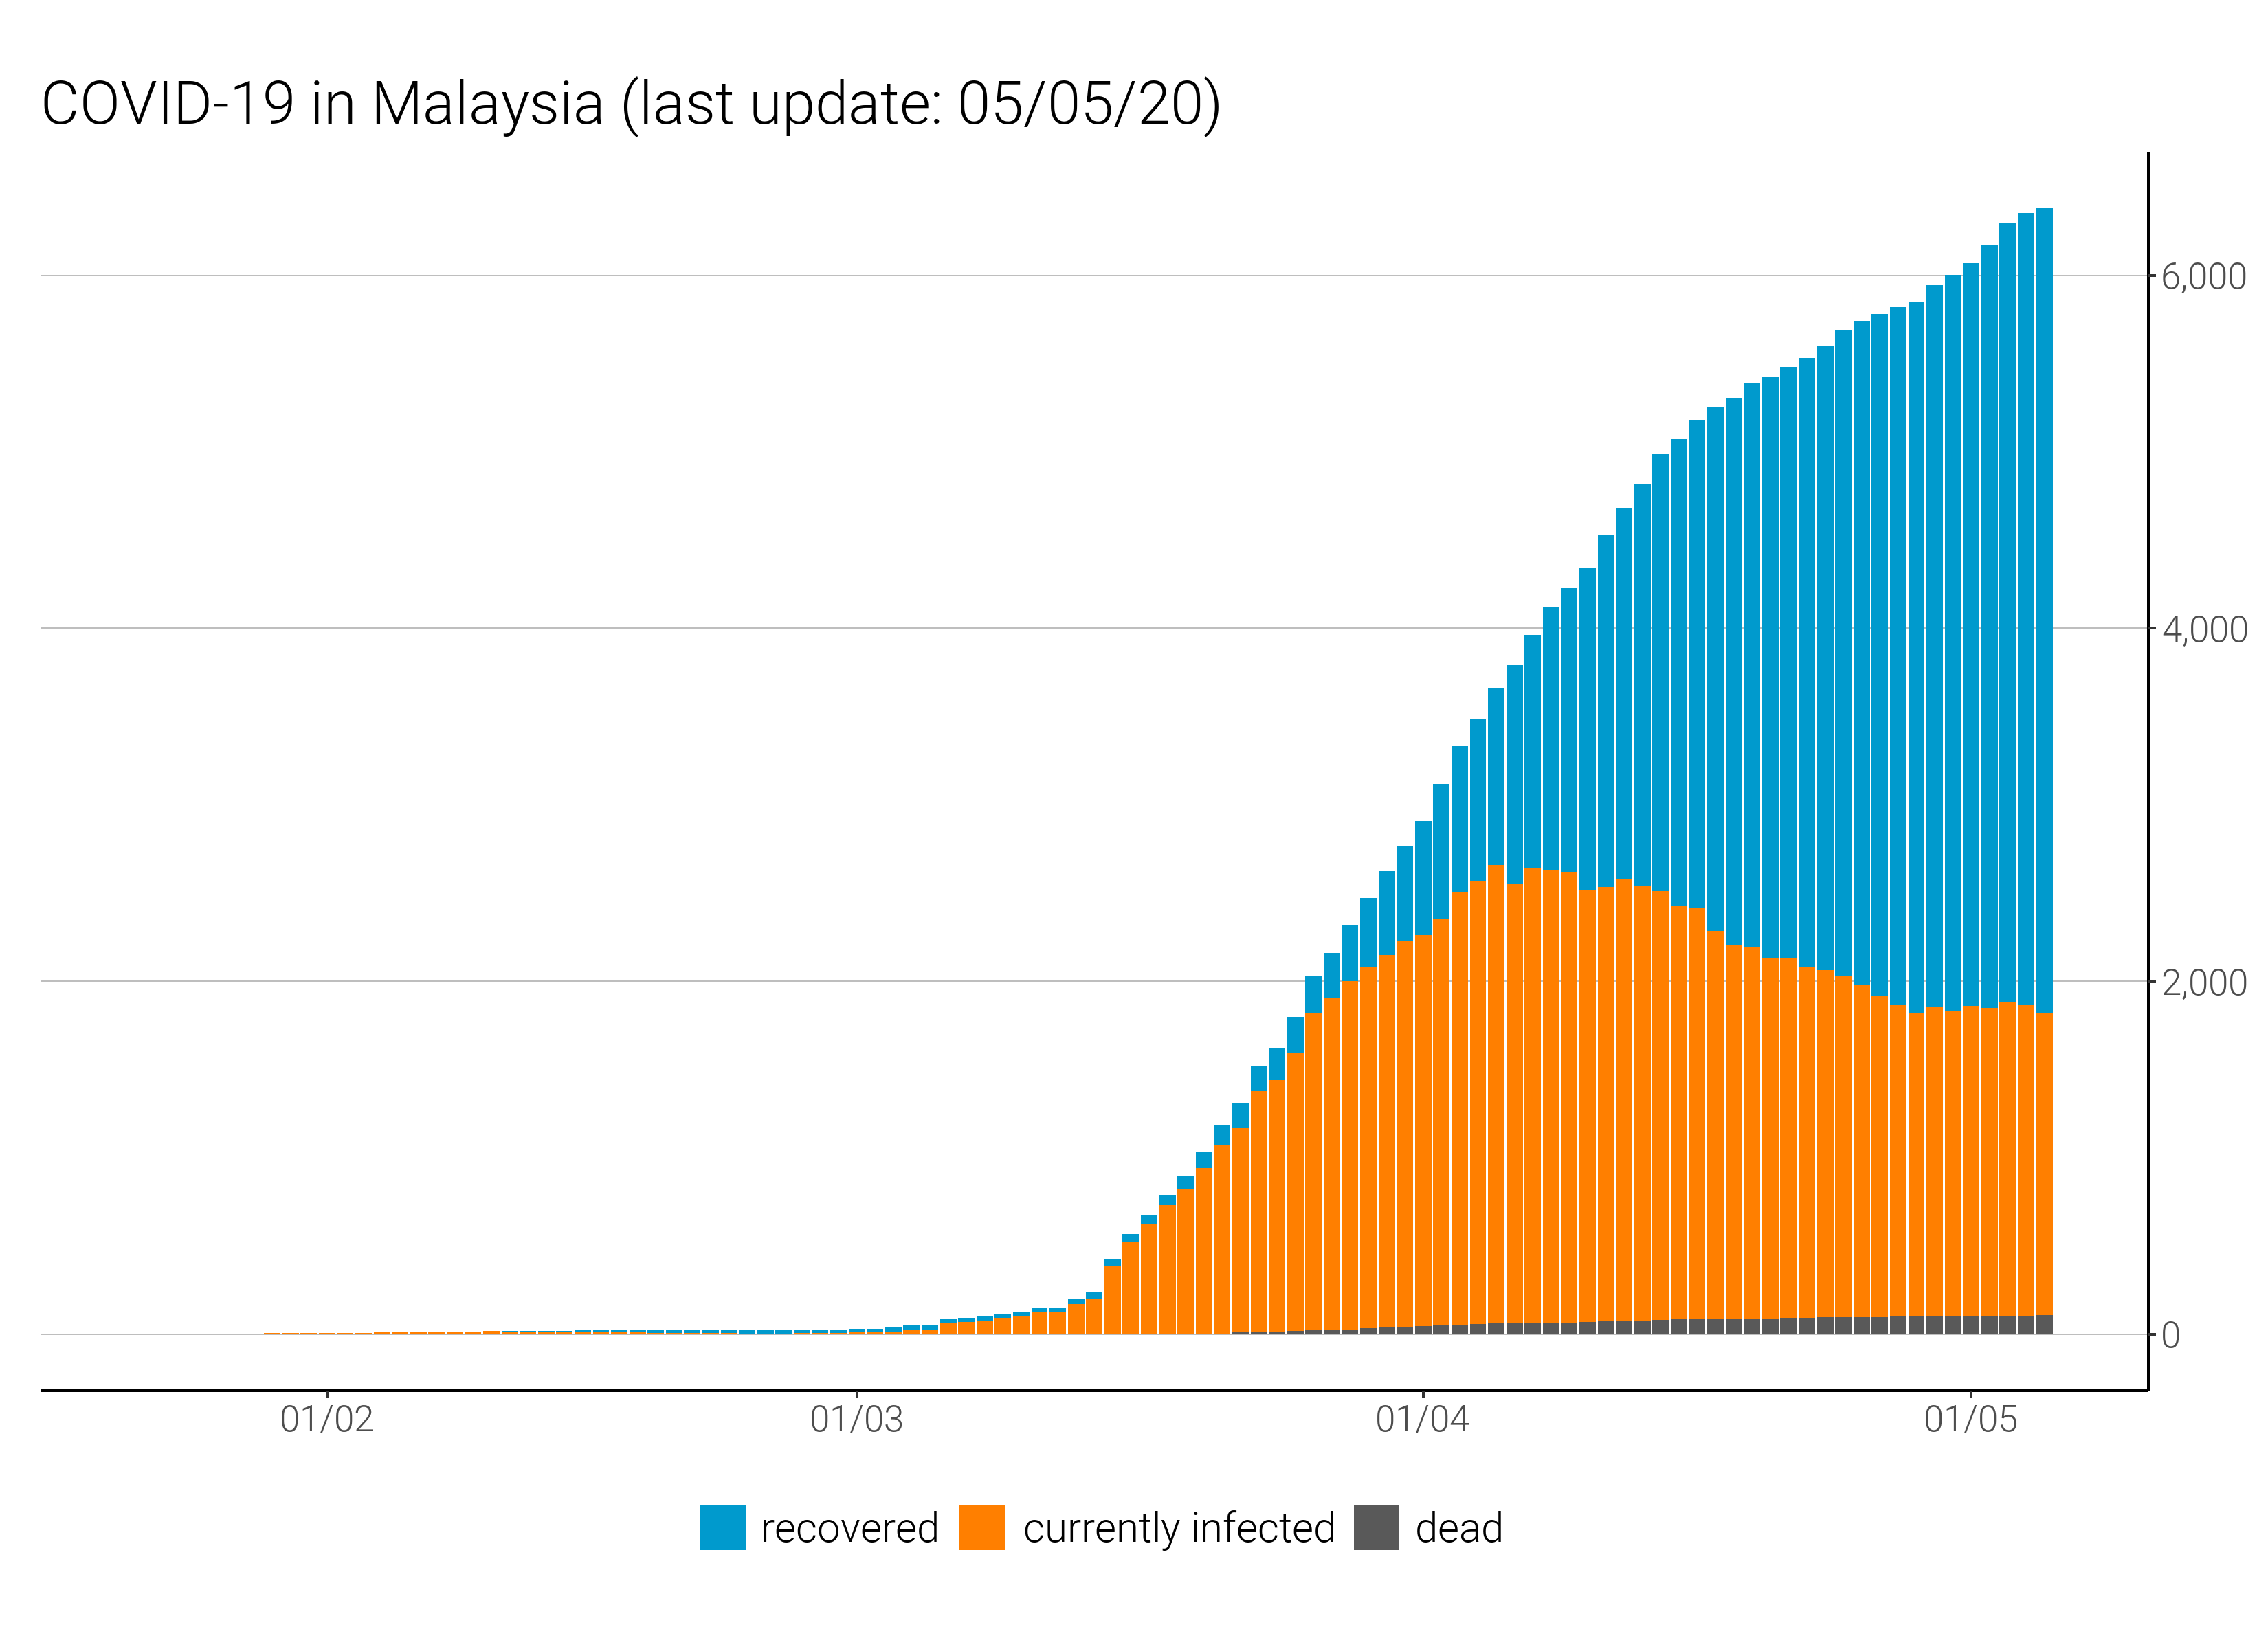 COVID-19 in Malaysia (last update: 05/05/20)
6,000
4,000
2,000
0
01/02 01/03 01/04 01/05
recovered currently infected dead